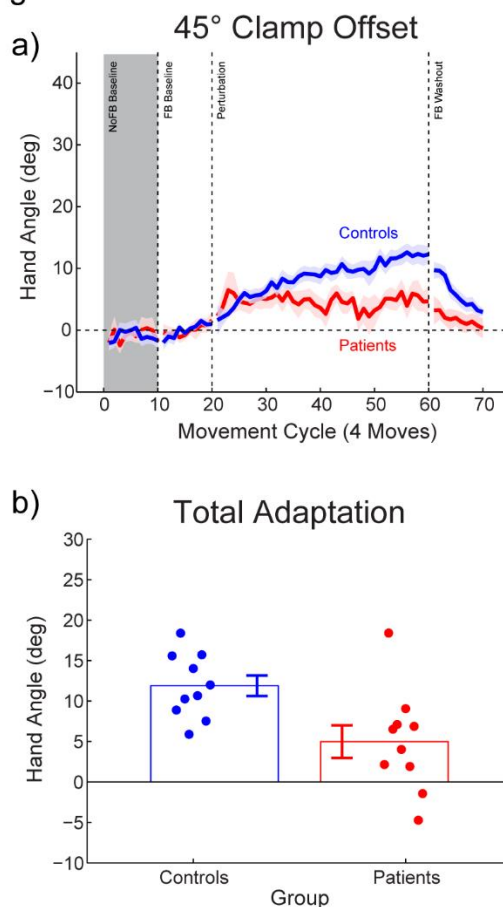 45° Clamp Offset
a)
NoFB Baseline
FB Baseline
Perturbation
FB Washout
40
30
20
10
0
−10
Hand Angle (deg)
Controls
Patients
0 10 20 30 40 50 60 70
Movement Cycle (4 Moves)
b)
Total Adaptation
30
25
20
15
10
5
0
−5
−10
Hand Angle (deg)
Controls Patients
Group